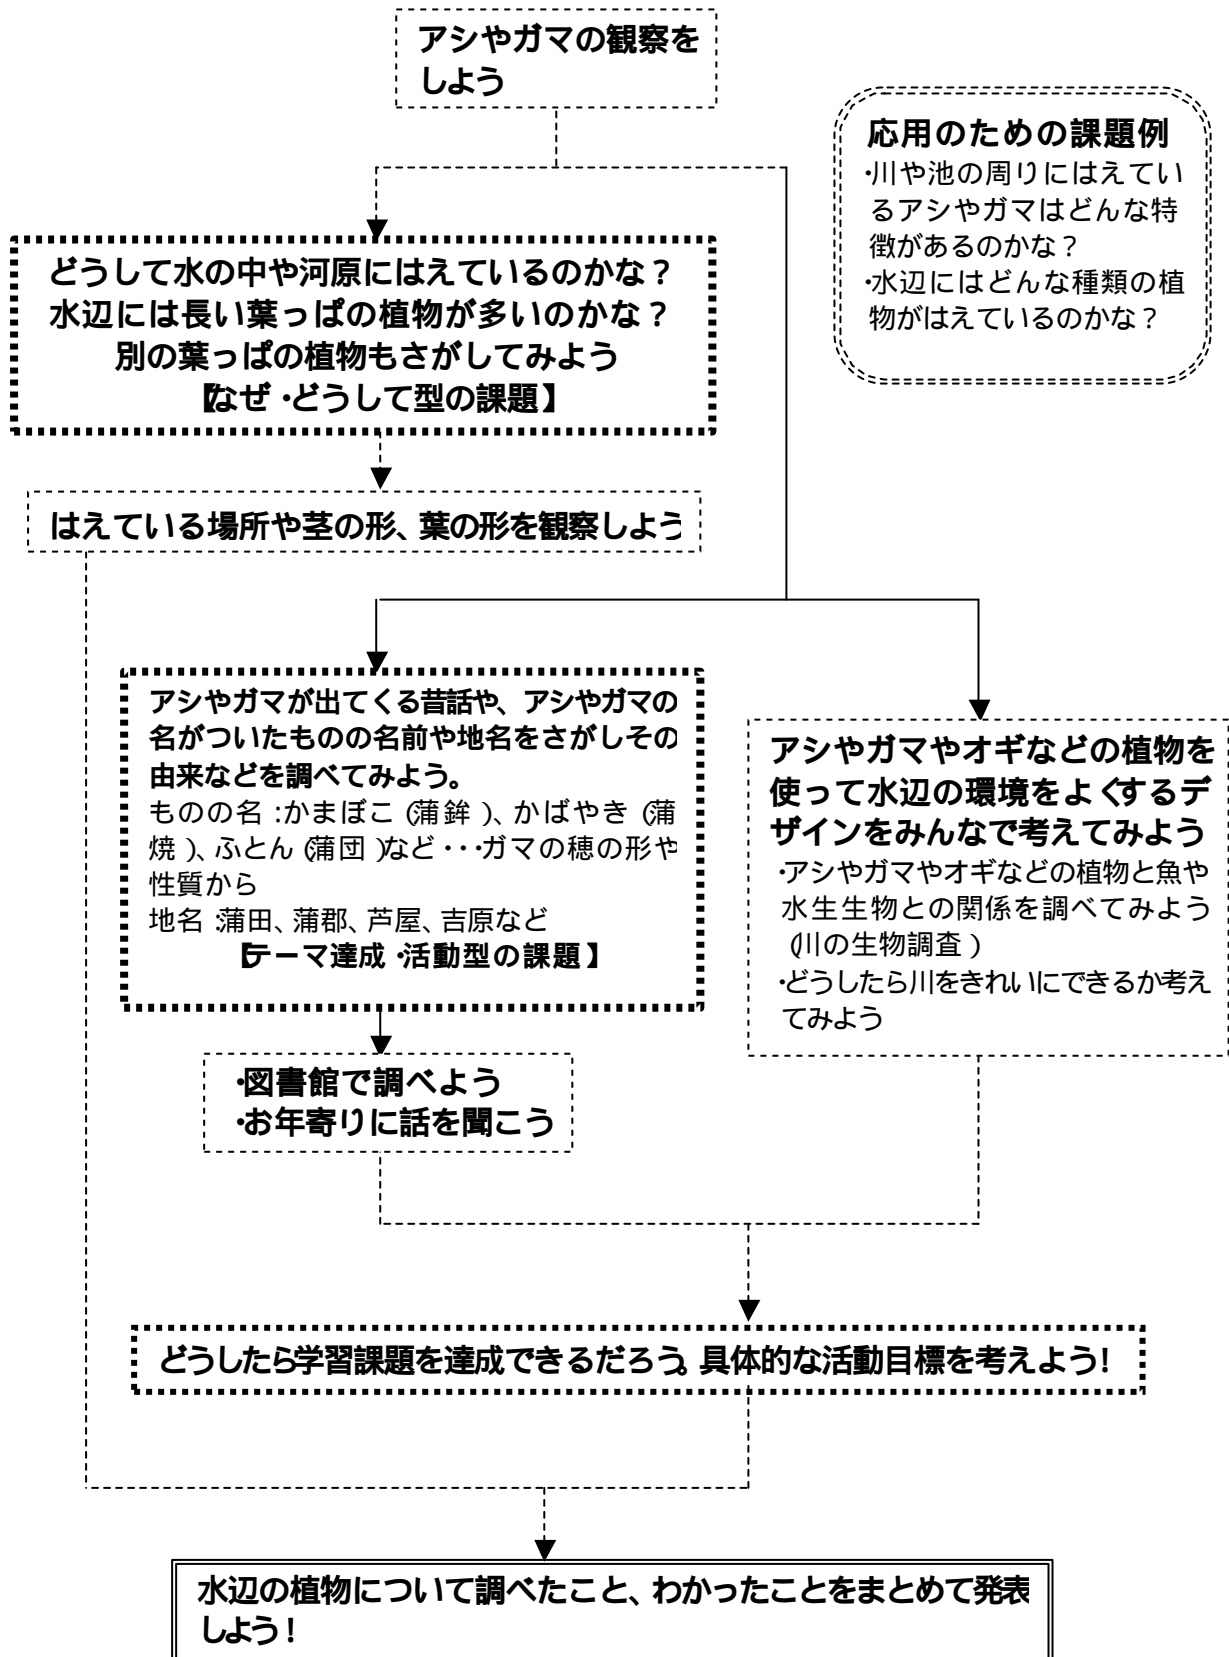 アシやガマの観察を
しよう
応用のための課題例
・川や池の周りにはえてい
るアシやガマはどんな特
徴があるのかな？
・水辺にはどんな種類の植
物がはえているのかな？
どうして水の中や河原にはえているのかな？
水辺には長い葉っぱの植物が多いのかな？
別の葉っぱの植物もさがしてみよう
【なぜ・どうして型の課題】
はえている場所や茎の形、葉の形を観察しよう
アシやガマが出てくる昔話や、アシやガマの
名がついたものの名前や地名をさがしその
由来などを調べてみよう。
ものの名：かまぼこ（蒲鉾）、かばやき（蒲
焼）、ふとん（蒲団）など・・・ガマの穂の形や
性質から
地名：蒲田、蒲郡、芦屋、吉原など
【テーマ達成・活動型の課題】
アシやガマやオギなどの植物を
使って水辺の環境をよくするデ
ザインをみんなで考えてみよう
・アシやガマやオギなどの植物と魚や
水生生物との関係を調べてみよう
（川の生物調査）
・どうしたら川をきれいにできるか考え
てみよう
・図書館で調べよう
・お年寄りに話を聞こう
どうしたら学習課題を達成できるだろう。具体的な活動目標を考えよう！
水辺の植物について調べたこと、わかったことをまとめて発表
しよう！